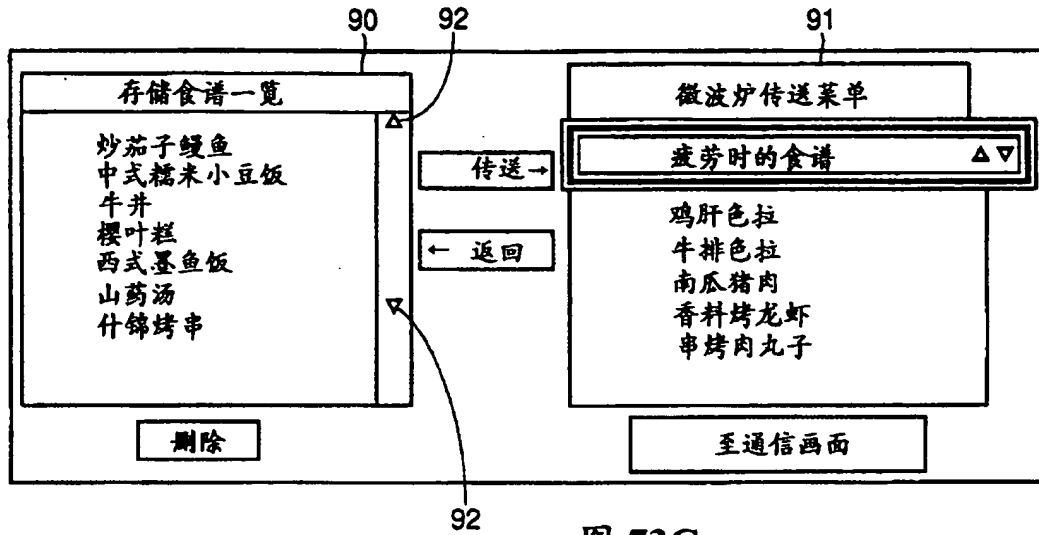 90
92
91
存储食谱一览
炒茄子鳗鱼
中式糯米小豆饭
牛井
樱叶糕
西式墨鱼饭
山药汤
什锦烤串
删除
传送→
← 返回
微波炉传送菜单
疲劳时的食谱
鸡肝色拉
牛排色拉
南瓜猪肉
香料烤龙虾
串烤肉丸子
至通信画面
92